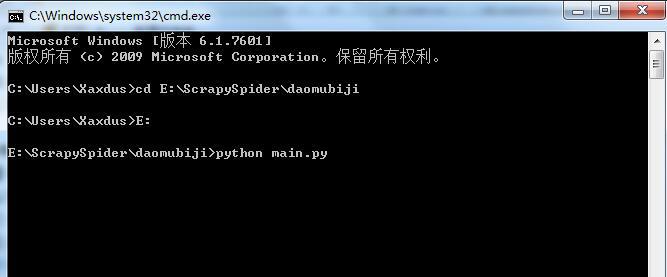 C:\Windows\system32\cmd.exe
Microsoft Windows [版本 6.1.7601]
版权所有 (c) 2009 Microsoft Corporation。保留所有权利。
C:\Users\Xaxdus>cd E:\ScrapySpider\daomubiji
C:\Users\Xaxdus>E:
E:\ScrapySpider\daomubiji>python main.py